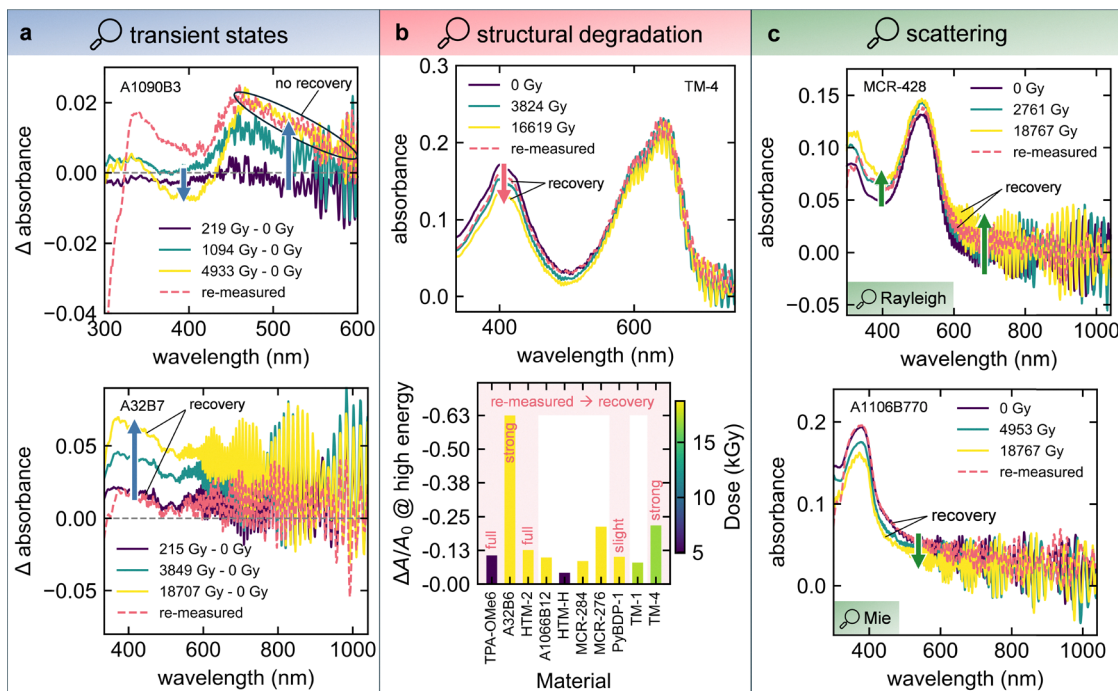 a transient states
A1090B3
no recovery
0.02
0.00
−0.02
−0.04
Δ absorbance
219 Gy - 0 Gy
1094 Gy - 0 Gy
4933 Gy - 0 Gy
re-measured
300 400 500 600
wavelength (nm)
A32B7
recovery
0.05
0.00
−0.05
Δ absorbance
215 Gy - 0 Gy
3849 Gy - 0 Gy
18707 Gy - 0 Gy
re-measured
400 600 800 1000
wavelength (nm)
b structural degradation
0.3
0.2
0.1
0.0
absorbance
TM-4
0 Gy
3824 Gy
16619 Gy
re-measured
recovery
400 600
wavelength (nm)
re-measured → recovery
-0.63
-0.50
-0.38
-0.28
-0.13
-0.00
ΔA/A0 @ high energy
full
strong
full
slight
strong
TPA-OMe6
A32B6
HTM-2
A1066B12
HTM-H
MCR-284
MCR-276
PyBDP-1
TM-1
TM-4
Material
15
10
5
Dose (kGy)
c scattering
MCR-428
0.15
0.10
0.05
0.00
−0.05
absorbance
0 Gy
2761 Gy
18767 Gy
re-measured
recovery
Rayleigh
400 600 800 1000
wavelength (nm)
A1106B770
0.2
0.1
0.0
absorbance
0 Gy
4953 Gy
18767 Gy
re-measured
recovery
Mie
400 600 800 1000
wavelength (nm)